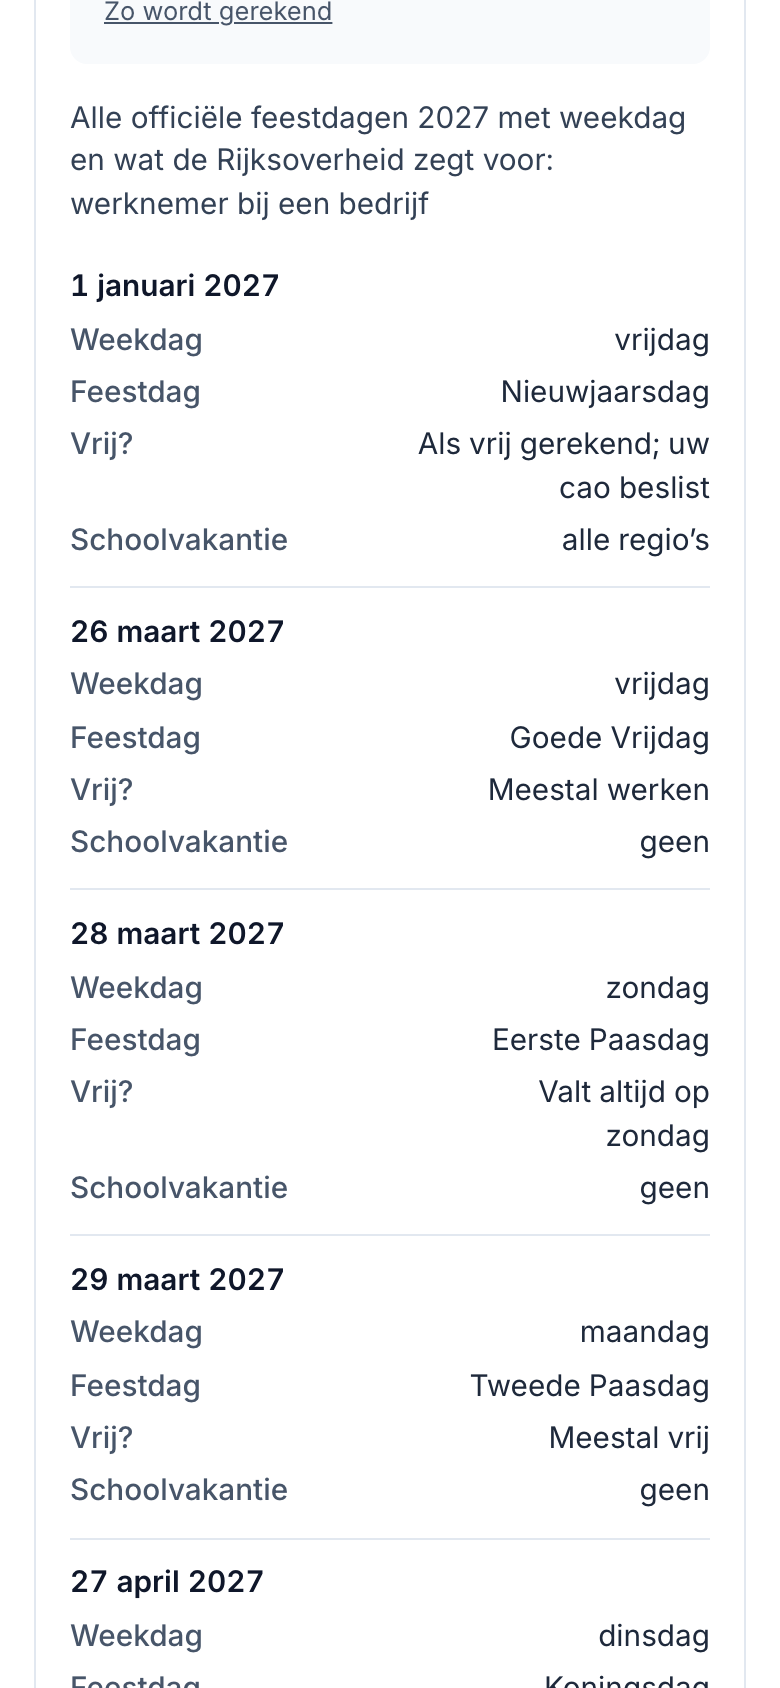 Zo wordt gerekend
Alle officiële feestdagen 2027 met weekdag
en wat de Rijksoverheid zegt voor:
werknemer bij een bedrijf
1 januari 2027
Weekdag vrijdag
Feestdag Nieuwjaarsdag
Vrij? Als vrij gerekend; uw
cao beslist
Schoolvakantie alle regio’s
26 maart 2027
Weekdag vrijdag
Feestdag Goede Vrijdag
Vrij? Meestal werken
Schoolvakantie geen
28 maart 2027
Weekdag zondag
Feestdag Eerste Paasdag
Vrij? Valt altijd op
zondag
Schoolvakantie geen
29 maart 2027
Weekdag maandag
Feestdag Tweede Paasdag
Vrij? Meestal vrij
Schoolvakantie geen
27 april 2027
Weekdag dinsdag
Feestdag Koningsdag